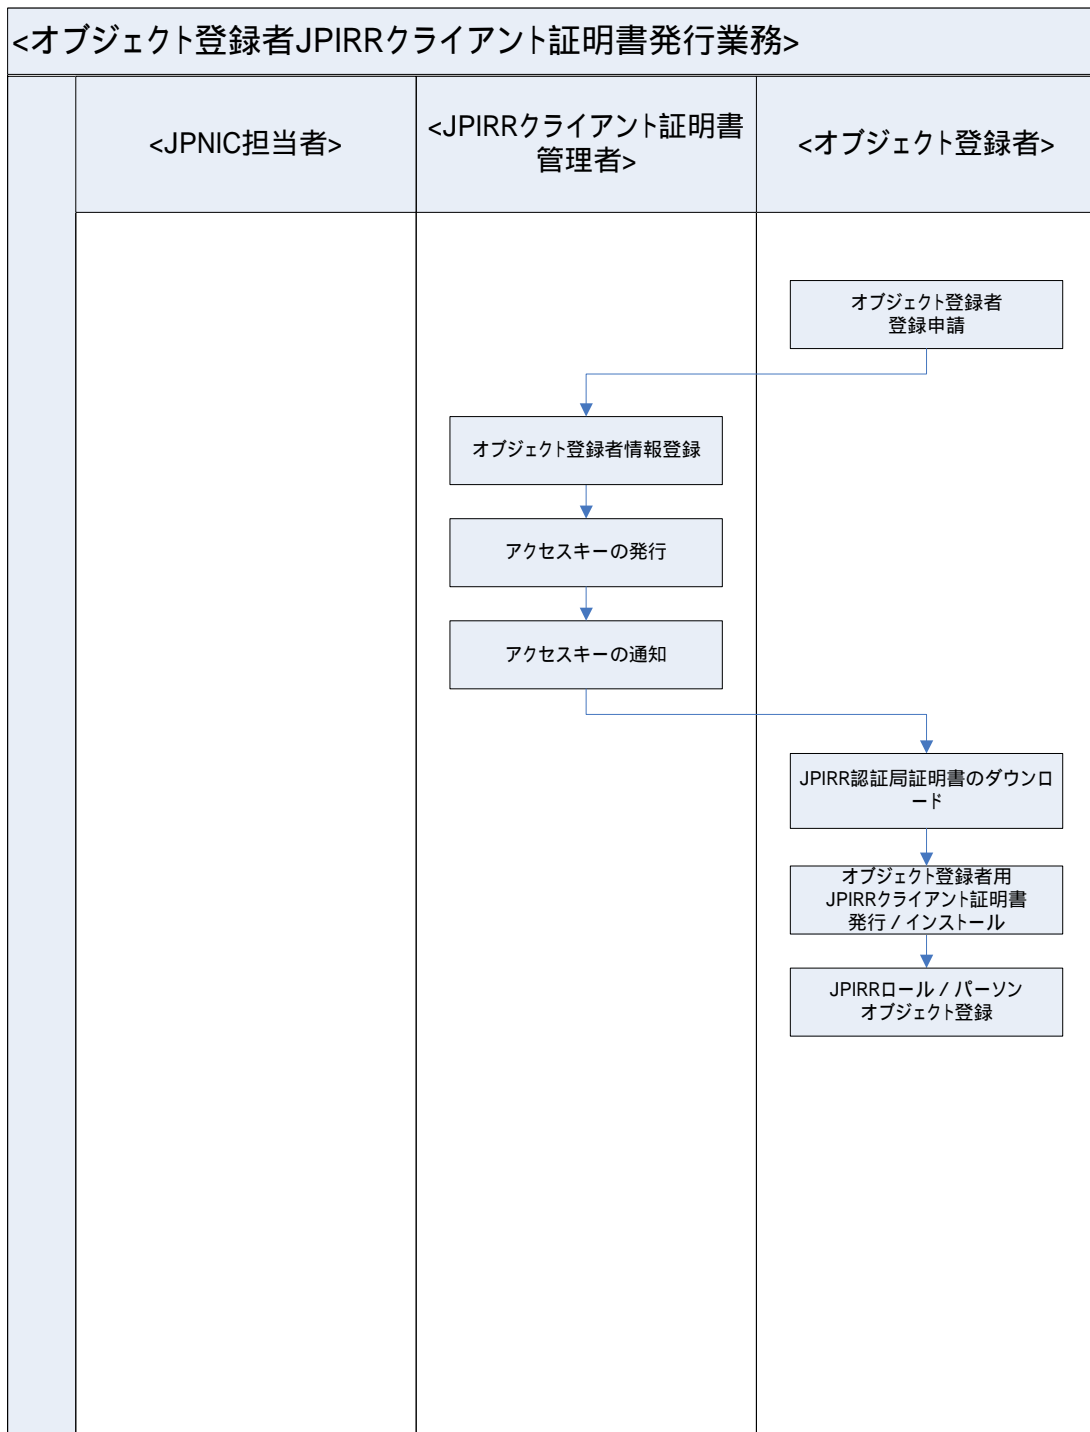 <オブジェクト登録者JPIRRクライアント証明書発行業務>
<JPNIC担当者>
<JPIRRクライアント証明書
管理者>
<オブジェクト登録者>
オブジェクト登録者
登録申請
オブジェクト登録者情報登録
アクセスキーの発行
アクセスキーの通知
JPIRR認証局証明書のダウンロ
ード
オブジェクト登録者用
JPIRRクライアント証明書
発行/インストール
JPIRRロール/パーソン
オブジェクト登録